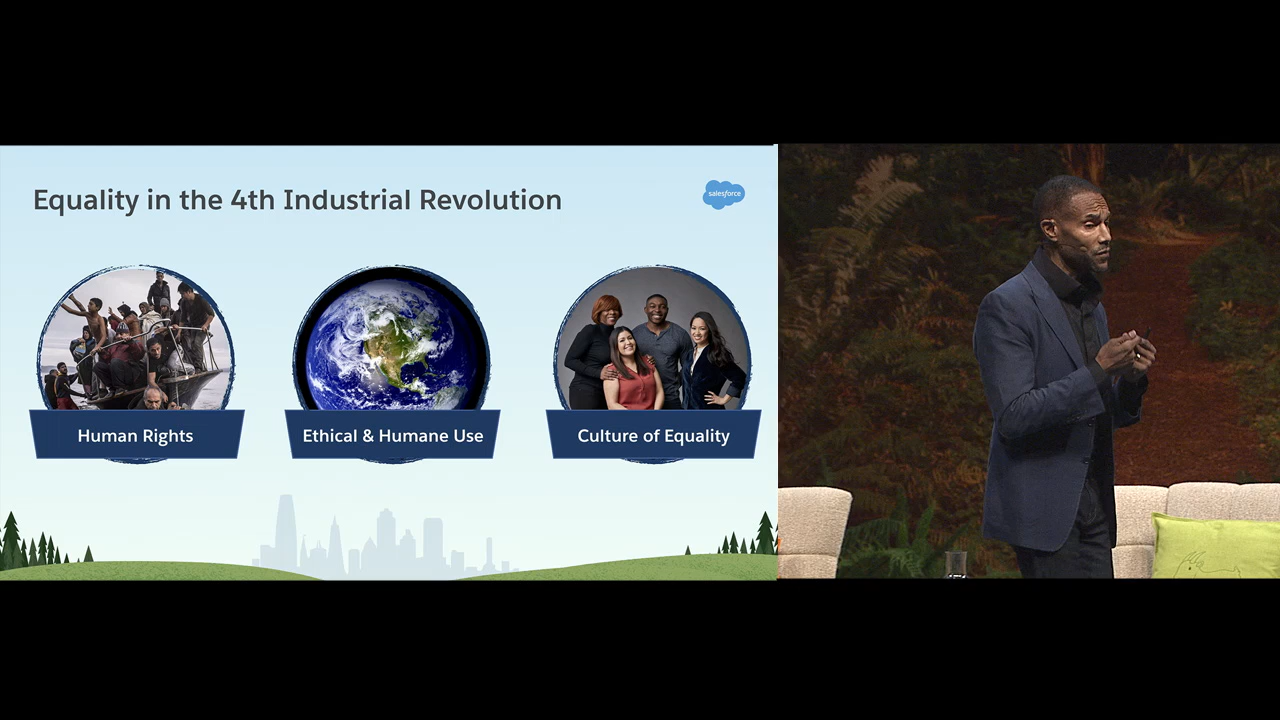 Equality in the 4th Industrial Revolution
salesforce
Human Rights
Ethical & Humane Use
Culture of Equality